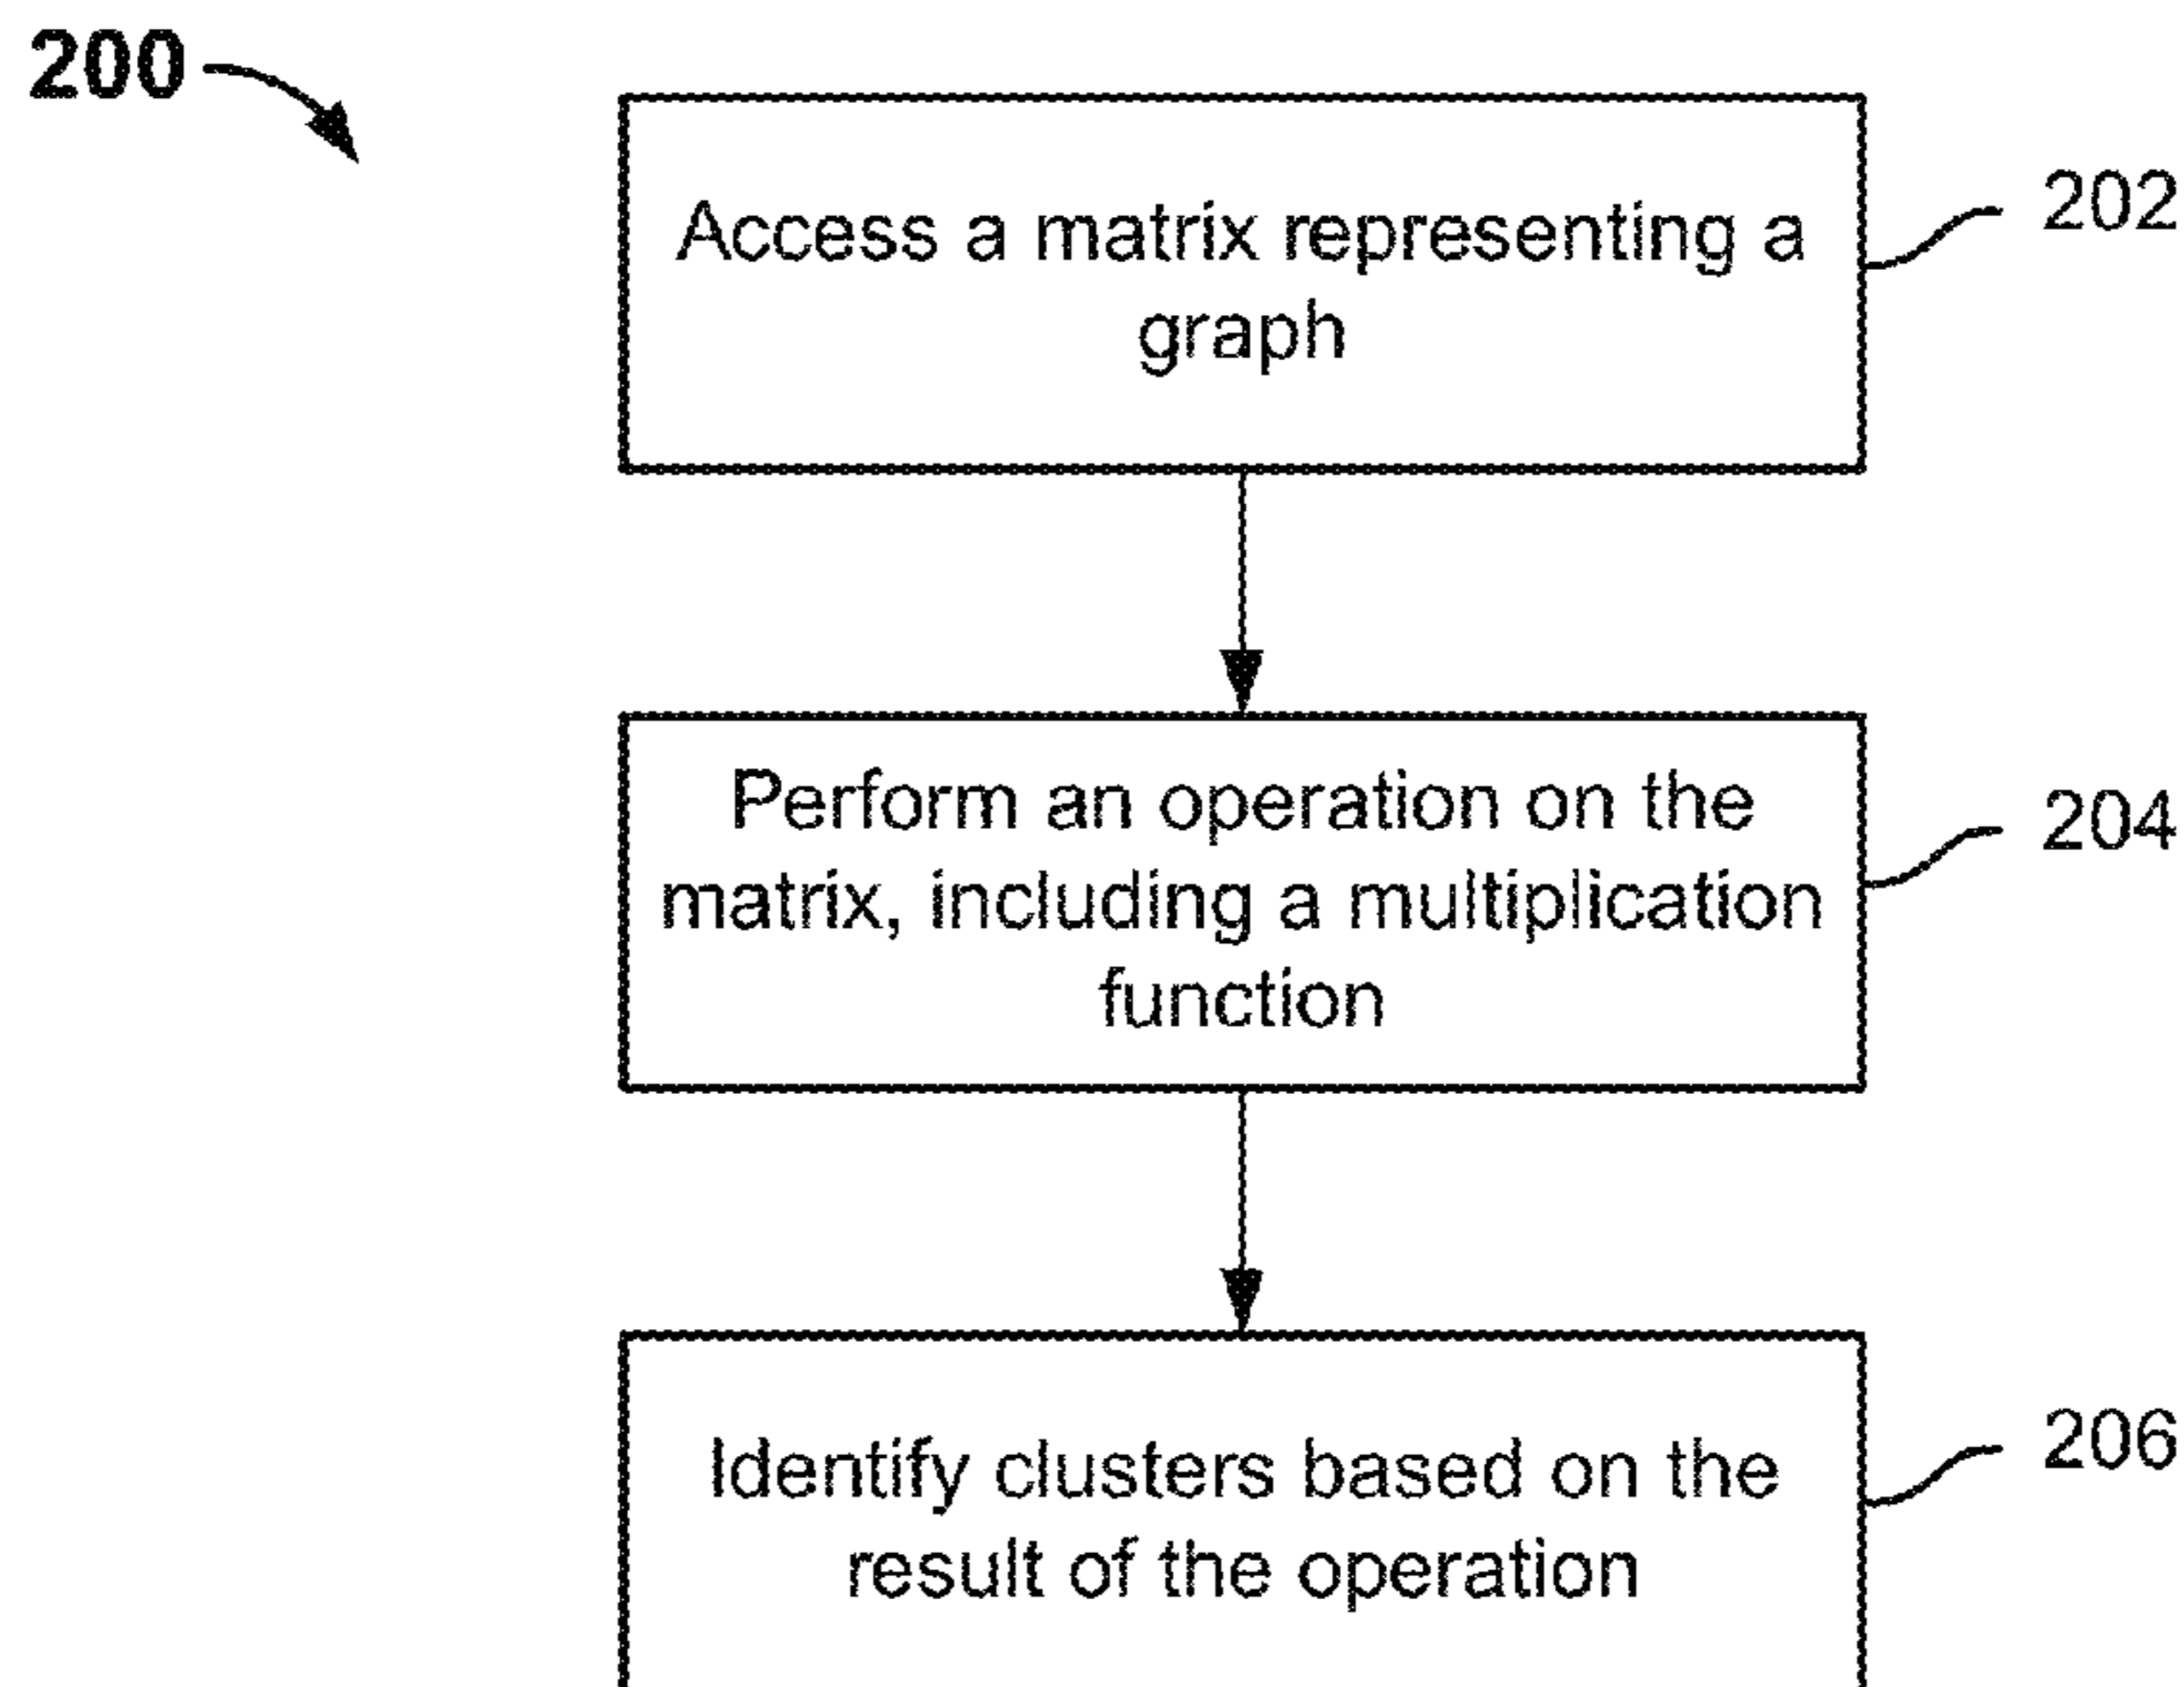 200
Access a matrix representing a
graph
202
Perform an operation on the
matrix, including a multiplication
function
204
Identify clusters based on the
result of the operation
206